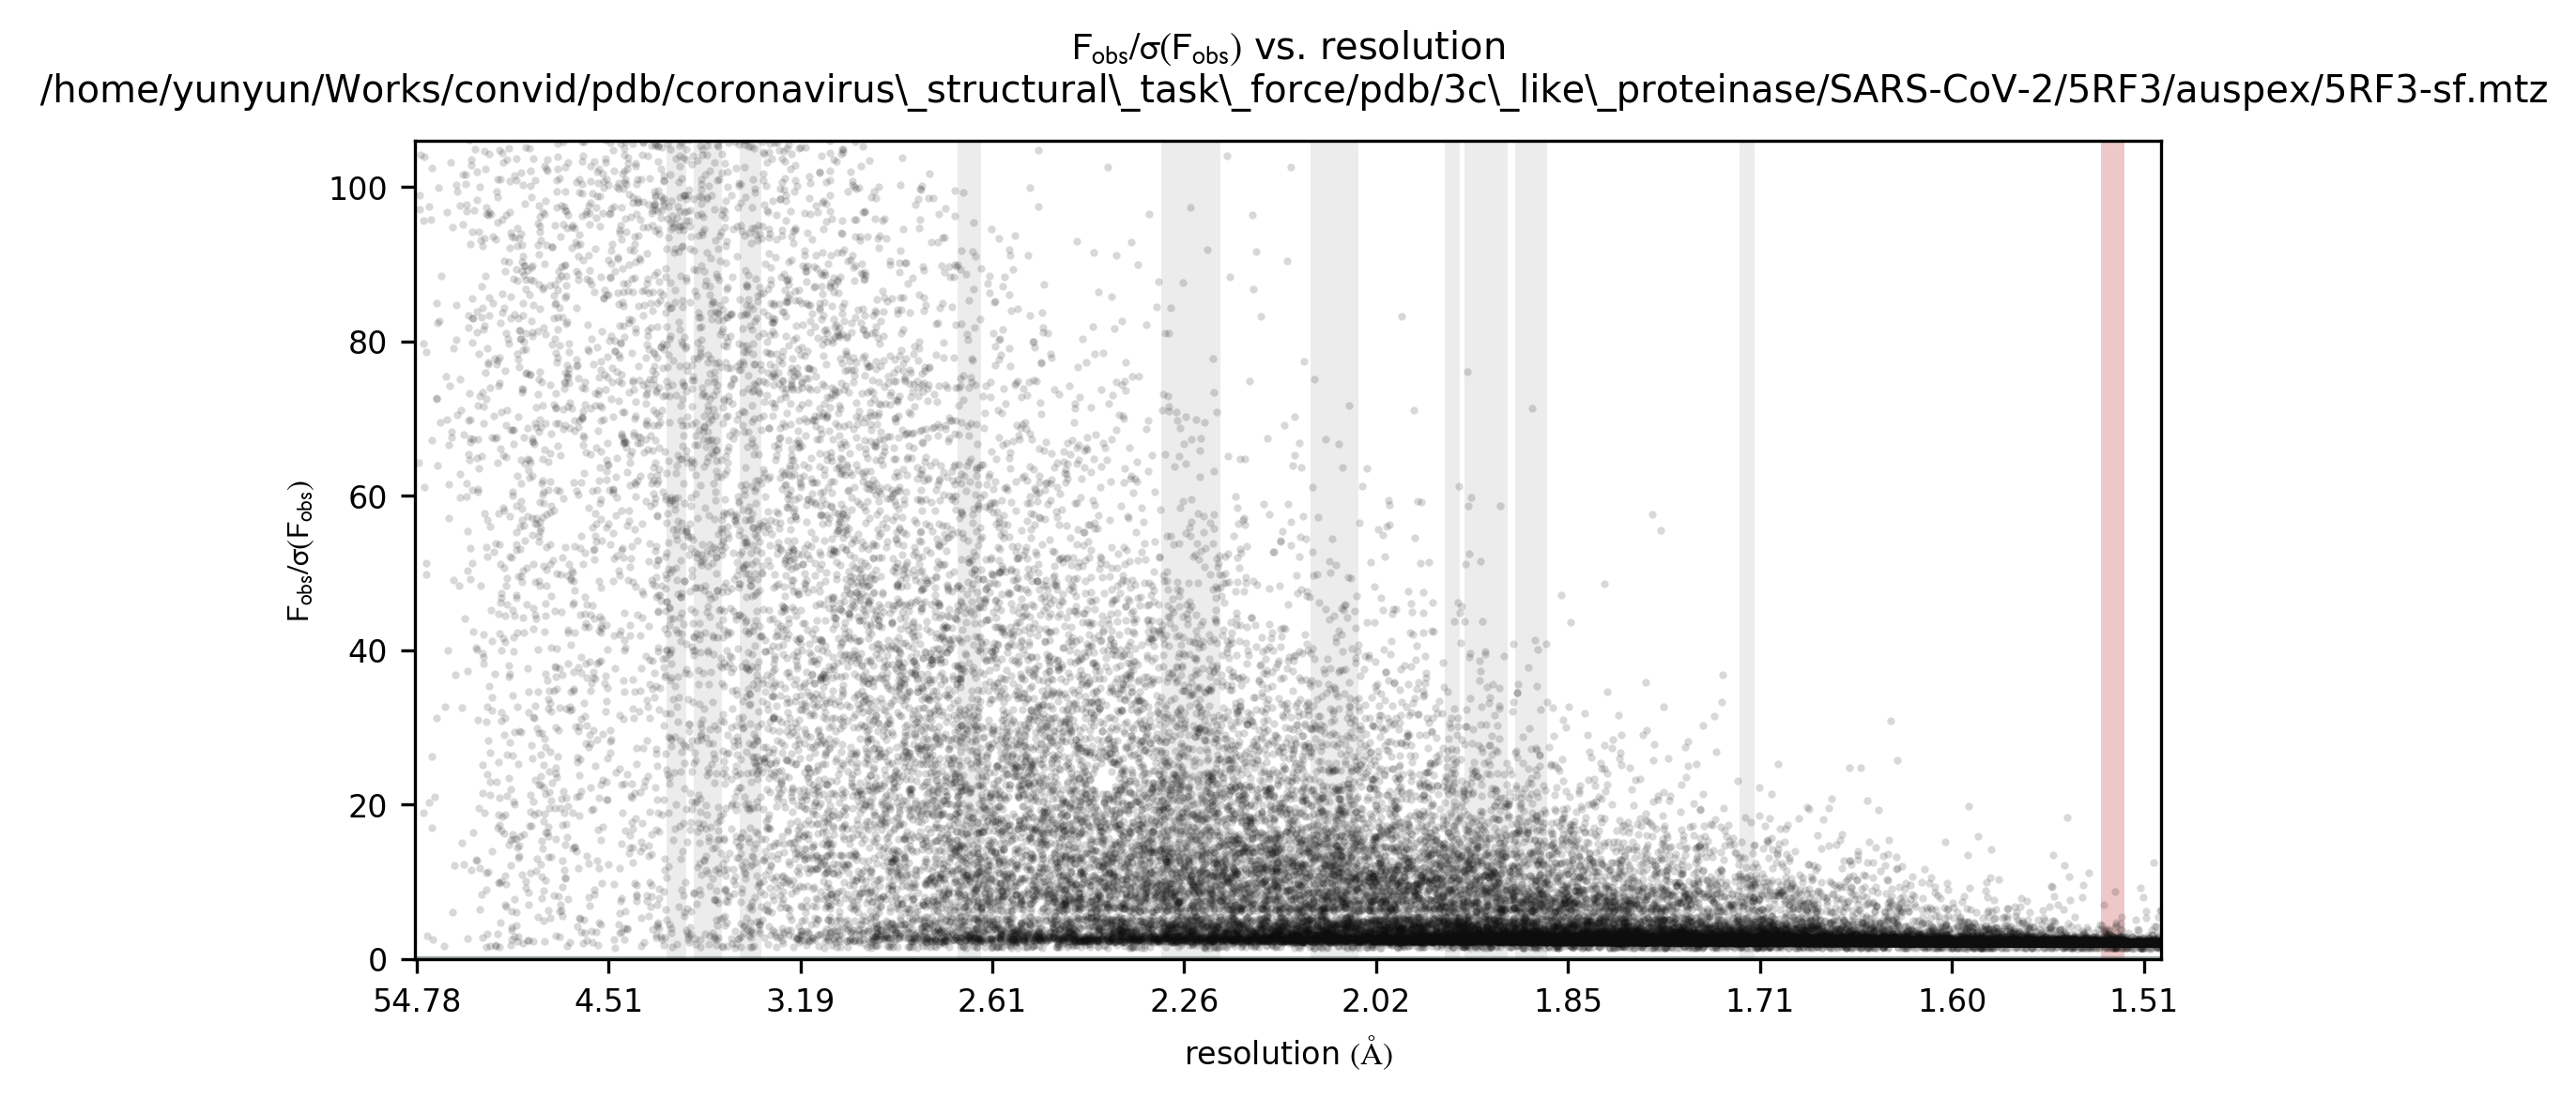 Fobs/σ(Fobs) vs. resolution
/home/yunyun/Works/convid/pdb/coronavirus\_structural\_task\_force/pdb/3c\_like\_proteinase/SARS-CoV-2/5RF3/auspex/5RF3-sf.mtz
100
80
60
40
20
0
Fobs/σ(Fobs)
54.78 4.51 3.19 2.61 2.26 2.02 1.85 1.71 1.60 1.51
resolution (Å)